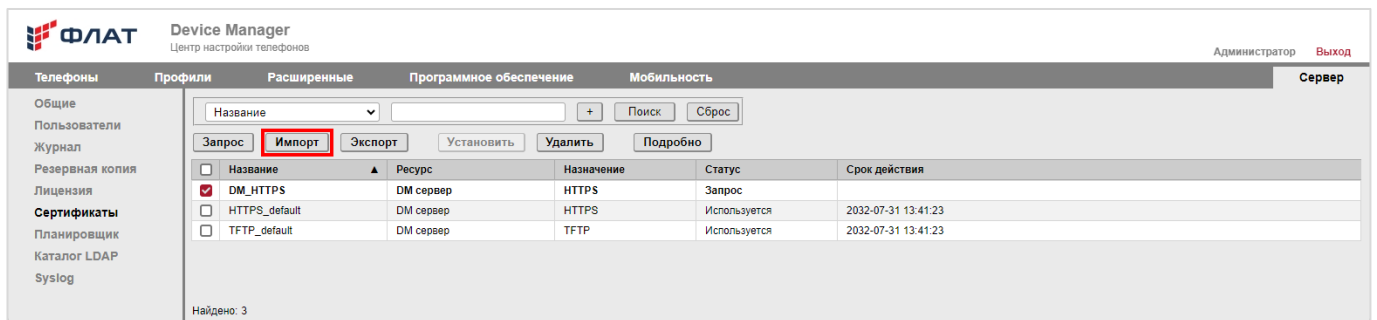 ФЛАТ
Device Manager
Центр настройки телефонов
Администратор Выход
Телефоны Профили Расширенные Программное обеспечение Мобильность Сервер
Общие
Пользователи
Журнал
Резервная копия
Лицензия
Сертификаты
Планировщик
Каталог LDAP
Syslog
Название + Поиск Сброс
Запрос Импорт Экспорт Установить Удалить Подробно
Название ▲ Ресурс Назначение Статус Срок действия
DM_HTTPS DM сервер HTTPS Запрос
HTTPS_default DM сервер HTTPS Используется 2032-07-31 13:41:23
TFTP_default DM сервер TFTP Используется 2032-07-31 13:41:23
Найдено: 3